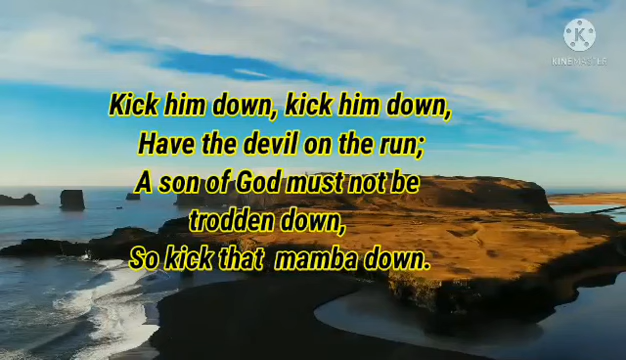 KINEMASTER
Kick him down, kick him down,
Have the devil on the run;
A son of God must not be
trodden down,
So kick that mamba down.